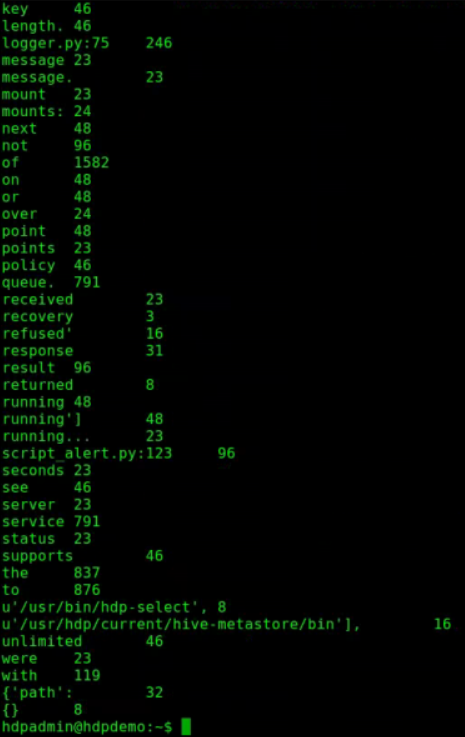 key	46
length.	46
logger.py:75	246
message	23
message.	23
mount	23
mounts:	24
next	48
not	96
of	1582
on	48
or	48
over	24
point	48
points	23
policy	46
queue.	791
received	23
recovery	3
refused'	16
response	31
result	96
returned	8
running	48
running']	48
running...	23
script_alert.py:123	96
seconds	23
see	46
server	23
service	791
status	23
supports	46
the	837
to	876
u'/usr/bin/hdp-select',	8
u'/usr/hdp/current/hive-metastore/bin'],	16
unlimited	46
were	23
with	119
{'path':	32
{}	8
hdpadmin@hdpdemo:~$